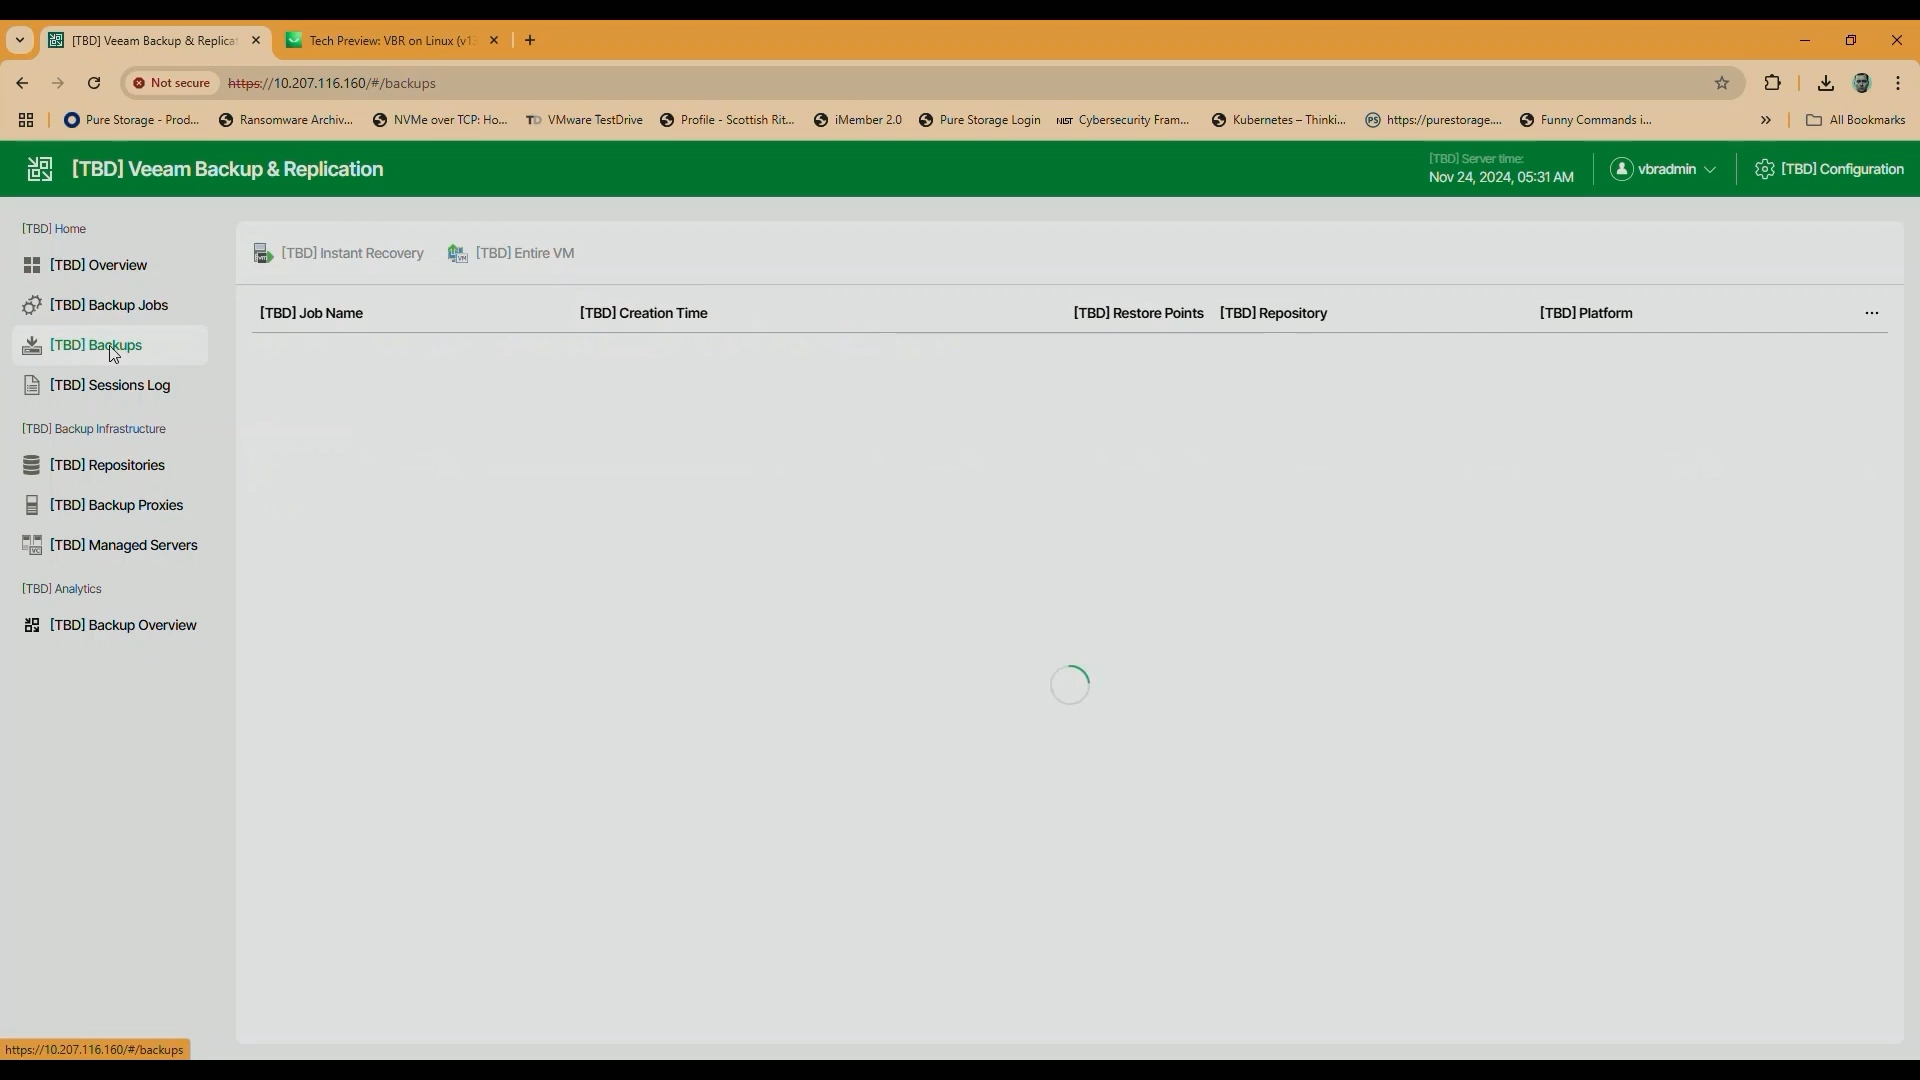 [TBD] Veeam Backup & Replicat
Tech Preview: VBR on Linux (v13
Not secure
https://10.207.116.160/#/backups
Pure Storage - Prod...
Ransomware Archiv...
NVMe over TCP: Ho...
TD VMware TestDrive
Profile - Scottish Rit...
iMember 2.0
Pure Storage Login
NIST Cybersecurity Fram...
Kubernetes – Thinki...
PS https://purestorage....
Funny Commands i...
» All Bookmarks
[TBD] Veeam Backup & Replication
[TBD] Server time:
Nov 24, 2024, 05:31 AM
vbradmin
[TBD] Configuration
[TBD] Home
[TBD] Overview
[TBD] Backup Jobs
[TBD] Backups
[TBD] Sessions Log
[TBD] Backup Infrastructure
[TBD] Repositories
[TBD] Backup Proxies
[TBD] Managed Servers
[TBD] Analytics
[TBD] Backup Overview
[TBD] Instant Recovery
[TBD] Entire VM
[TBD] Job Name
[TBD] Creation Time
[TBD] Restore Points
[TBD] Repository
[TBD] Platform
...
https://10.207.116.160/#/backups